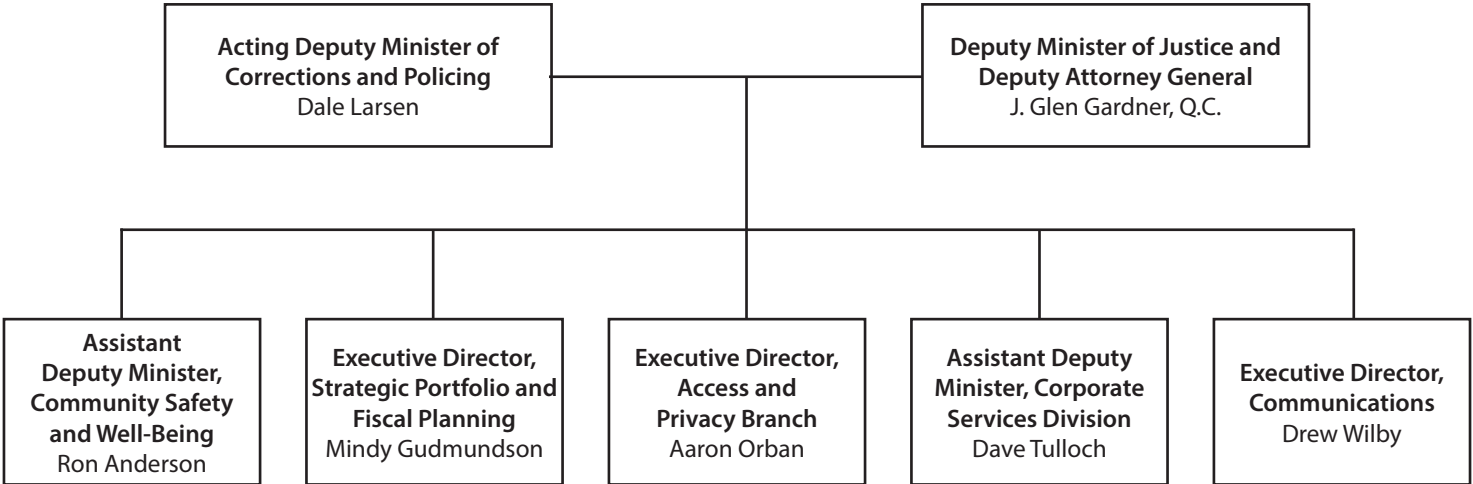 Acting Deputy Minister of
Corrections and Policing
Dale Larsen
Deputy Minister of Justice and
Deputy Attorney General
J. Glen Gardner, Q.C.
Assistant
Deputy Minister,
Community Safety
and Well-Being
Ron Anderson
Executive Director,
Strategic Portfolio and
Fiscal Planning
Mindy Gudmundson
Executive Director,
Access and
Privacy Branch
Aaron Orban
Assistant Deputy
Minister, Corporate
Services Division
Dave Tulloch
Executive Director,
Communications
Drew Wilby